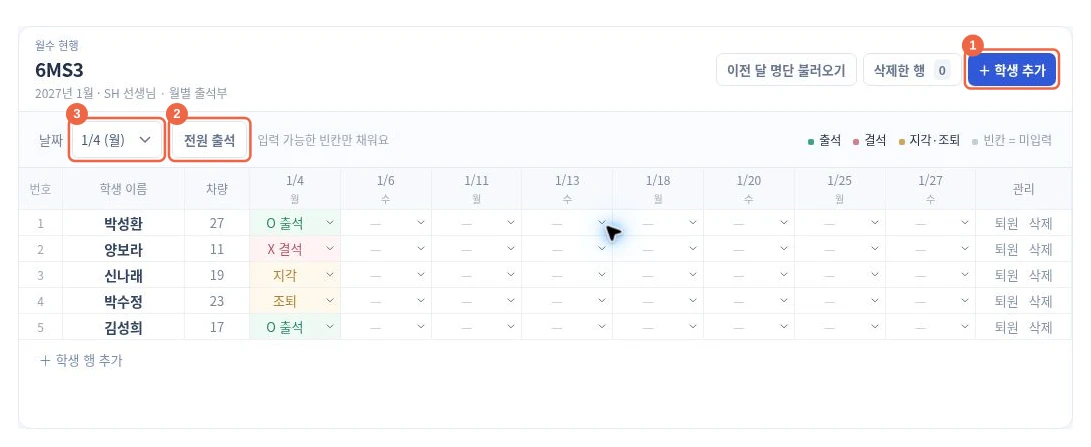 월수 현행
6MS3
2027년 1월 · SH 선생님 · 월별 출석부
이전 달 명단 불러오기 삭제한 행 0 1 + 학생 추가
날짜 3 1/4 (월) 2 전원 출석 입력 가능한 빈칸만 채워요 출석 결석 지각·조퇴 빈칸 = 미입력
번호 학생 이름 차량 1/4 1/6 1/11 1/13 1/18 1/20 1/25 1/27 관리
월 수 월 수 월 수 월 수
1 박성환 27 O 출석 — — — — — — — 퇴원 삭제
2 양보라 11 X 결석 — — — — — — — 퇴원 삭제
3 신나래 19 지각 — — — — — — — 퇴원 삭제
4 박수정 23 조퇴 — — — — — — — 퇴원 삭제
5 김성희 17 O 출석 — — — — — — — 퇴원 삭제
+ 학생 행 추가